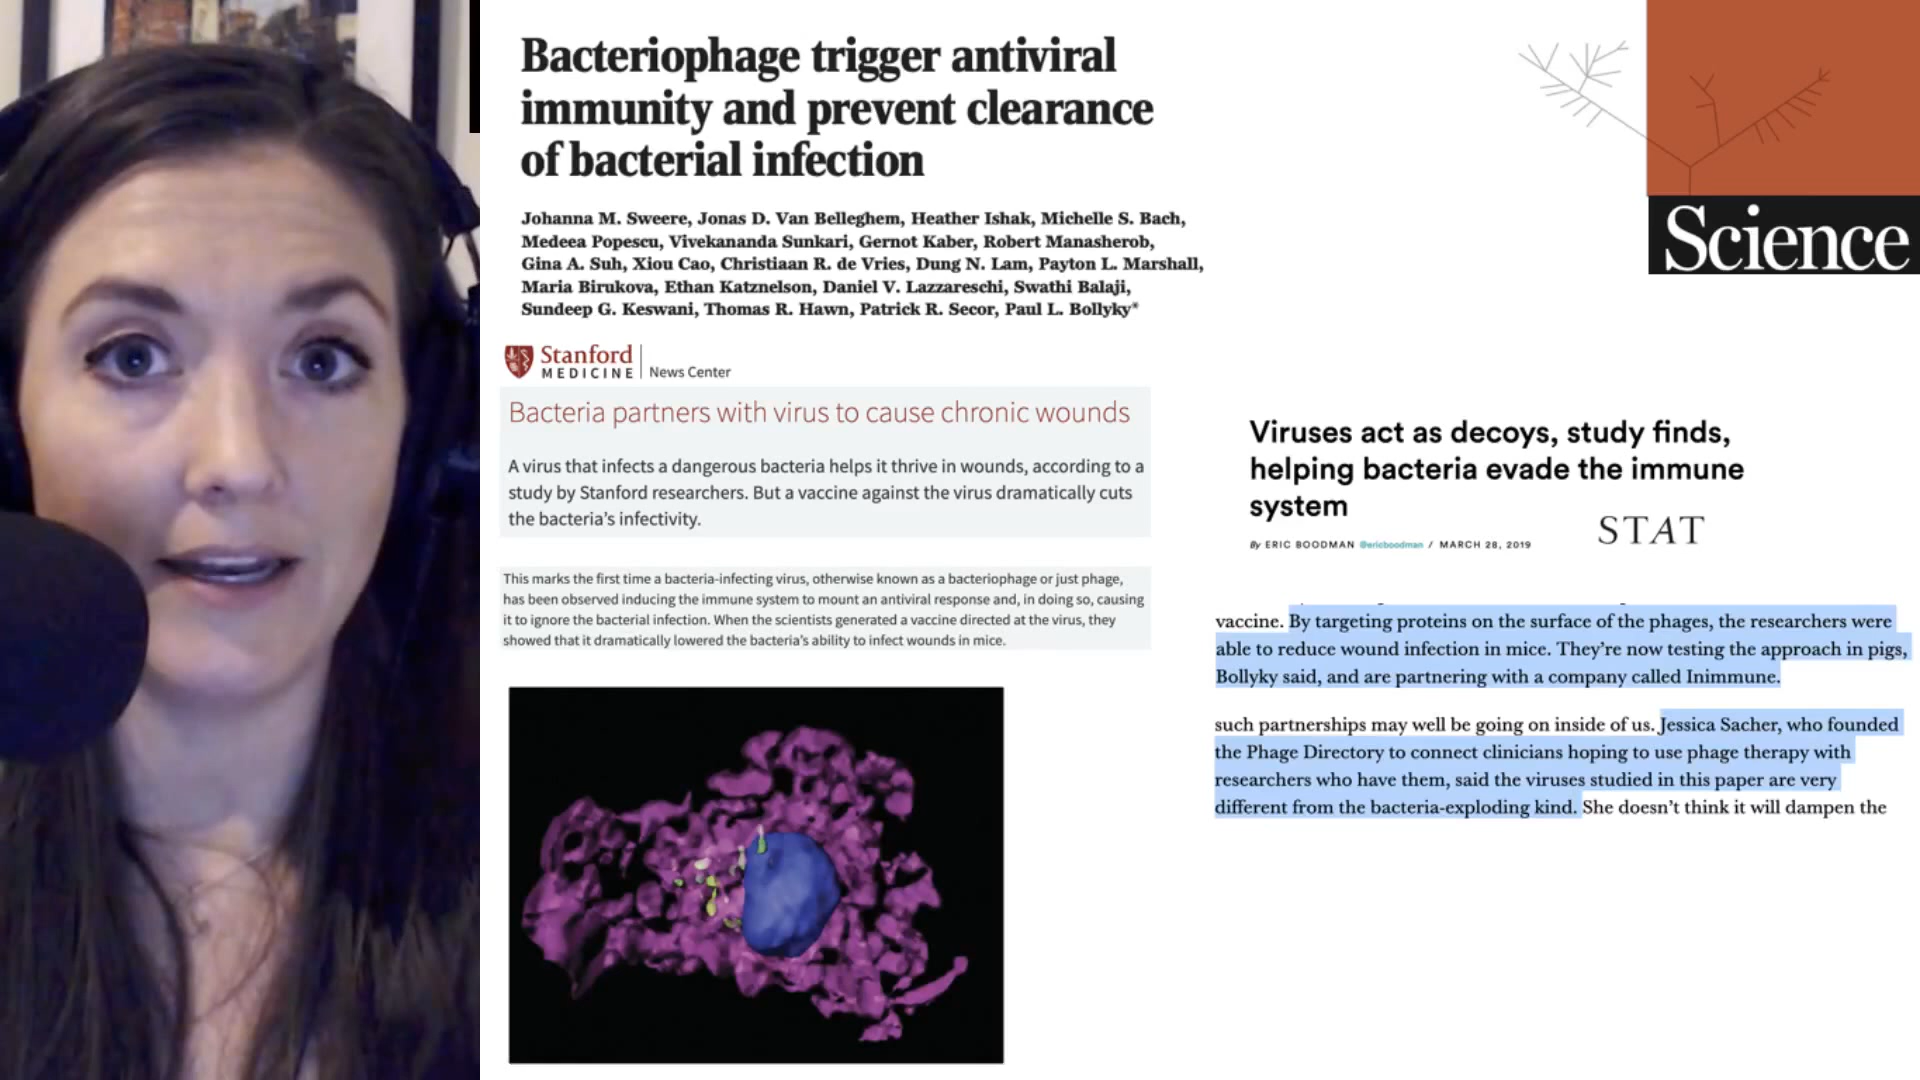 Bacteriophage trigger antiviral
immunity and prevent clearance
of bacterial infection
Johanna M. Sweere, Jonas D. Van Belleghem, Heather Ishak, Michelle S. Bach,
Medeea Popescu, Vivekananda Sunkari, Gernot Kaber, Robert Manasherob,
Gina A. Suh, Xiou Cao, Christiaan R. de Vries, Dung N. Lam, Payton L. Marshall,
Maria Birukova, Ethan Katznelson, Daniel V. Lazzareschi, Swathi Balaji,
Sundeep G. Keswani, Thomas R. Hawn, Patrick R. Secor, Paul L. Bollyky*
Science
Stanford
MEDICINE
News Center
Bacteria partners with virus to cause chronic wounds
A virus that infects a dangerous bacteria helps it thrive in wounds, according to a
study by Stanford researchers. But a vaccine against the virus dramatically cuts
the bacteria's infectivity.
This marks the first time a bacteria-infecting virus, otherwise known as a bacteriophage or just phage,
has been observed inducing the immune system to mount an antiviral response and, in doing so, causing
it to ignore the bacterial infection. When the scientists generated a vaccine directed at the virus, they
showed that it dramatically lowered the bacteria's ability to infect wounds in mice.
Viruses act as decoys, study finds,
helping bacteria evade the immune
system
By ERIC BOODMAN @ericboodman / MARCH 28, 2019
STAT
vaccine. By targeting proteins on the surface of the phages, the researchers were
able to reduce wound infection in mice. They're now testing the approach in pigs,
Bollyky said, and are partnering with a company called Inimmune.
such partnerships may well be going on inside of us. Jessica Sacher, who founded
the Phage Directory to connect clinicians hoping to use phage therapy with
researchers who have them, said the viruses studied in this paper are very
different from the bacteria-exploding kind. She doesn't think it will dampen the